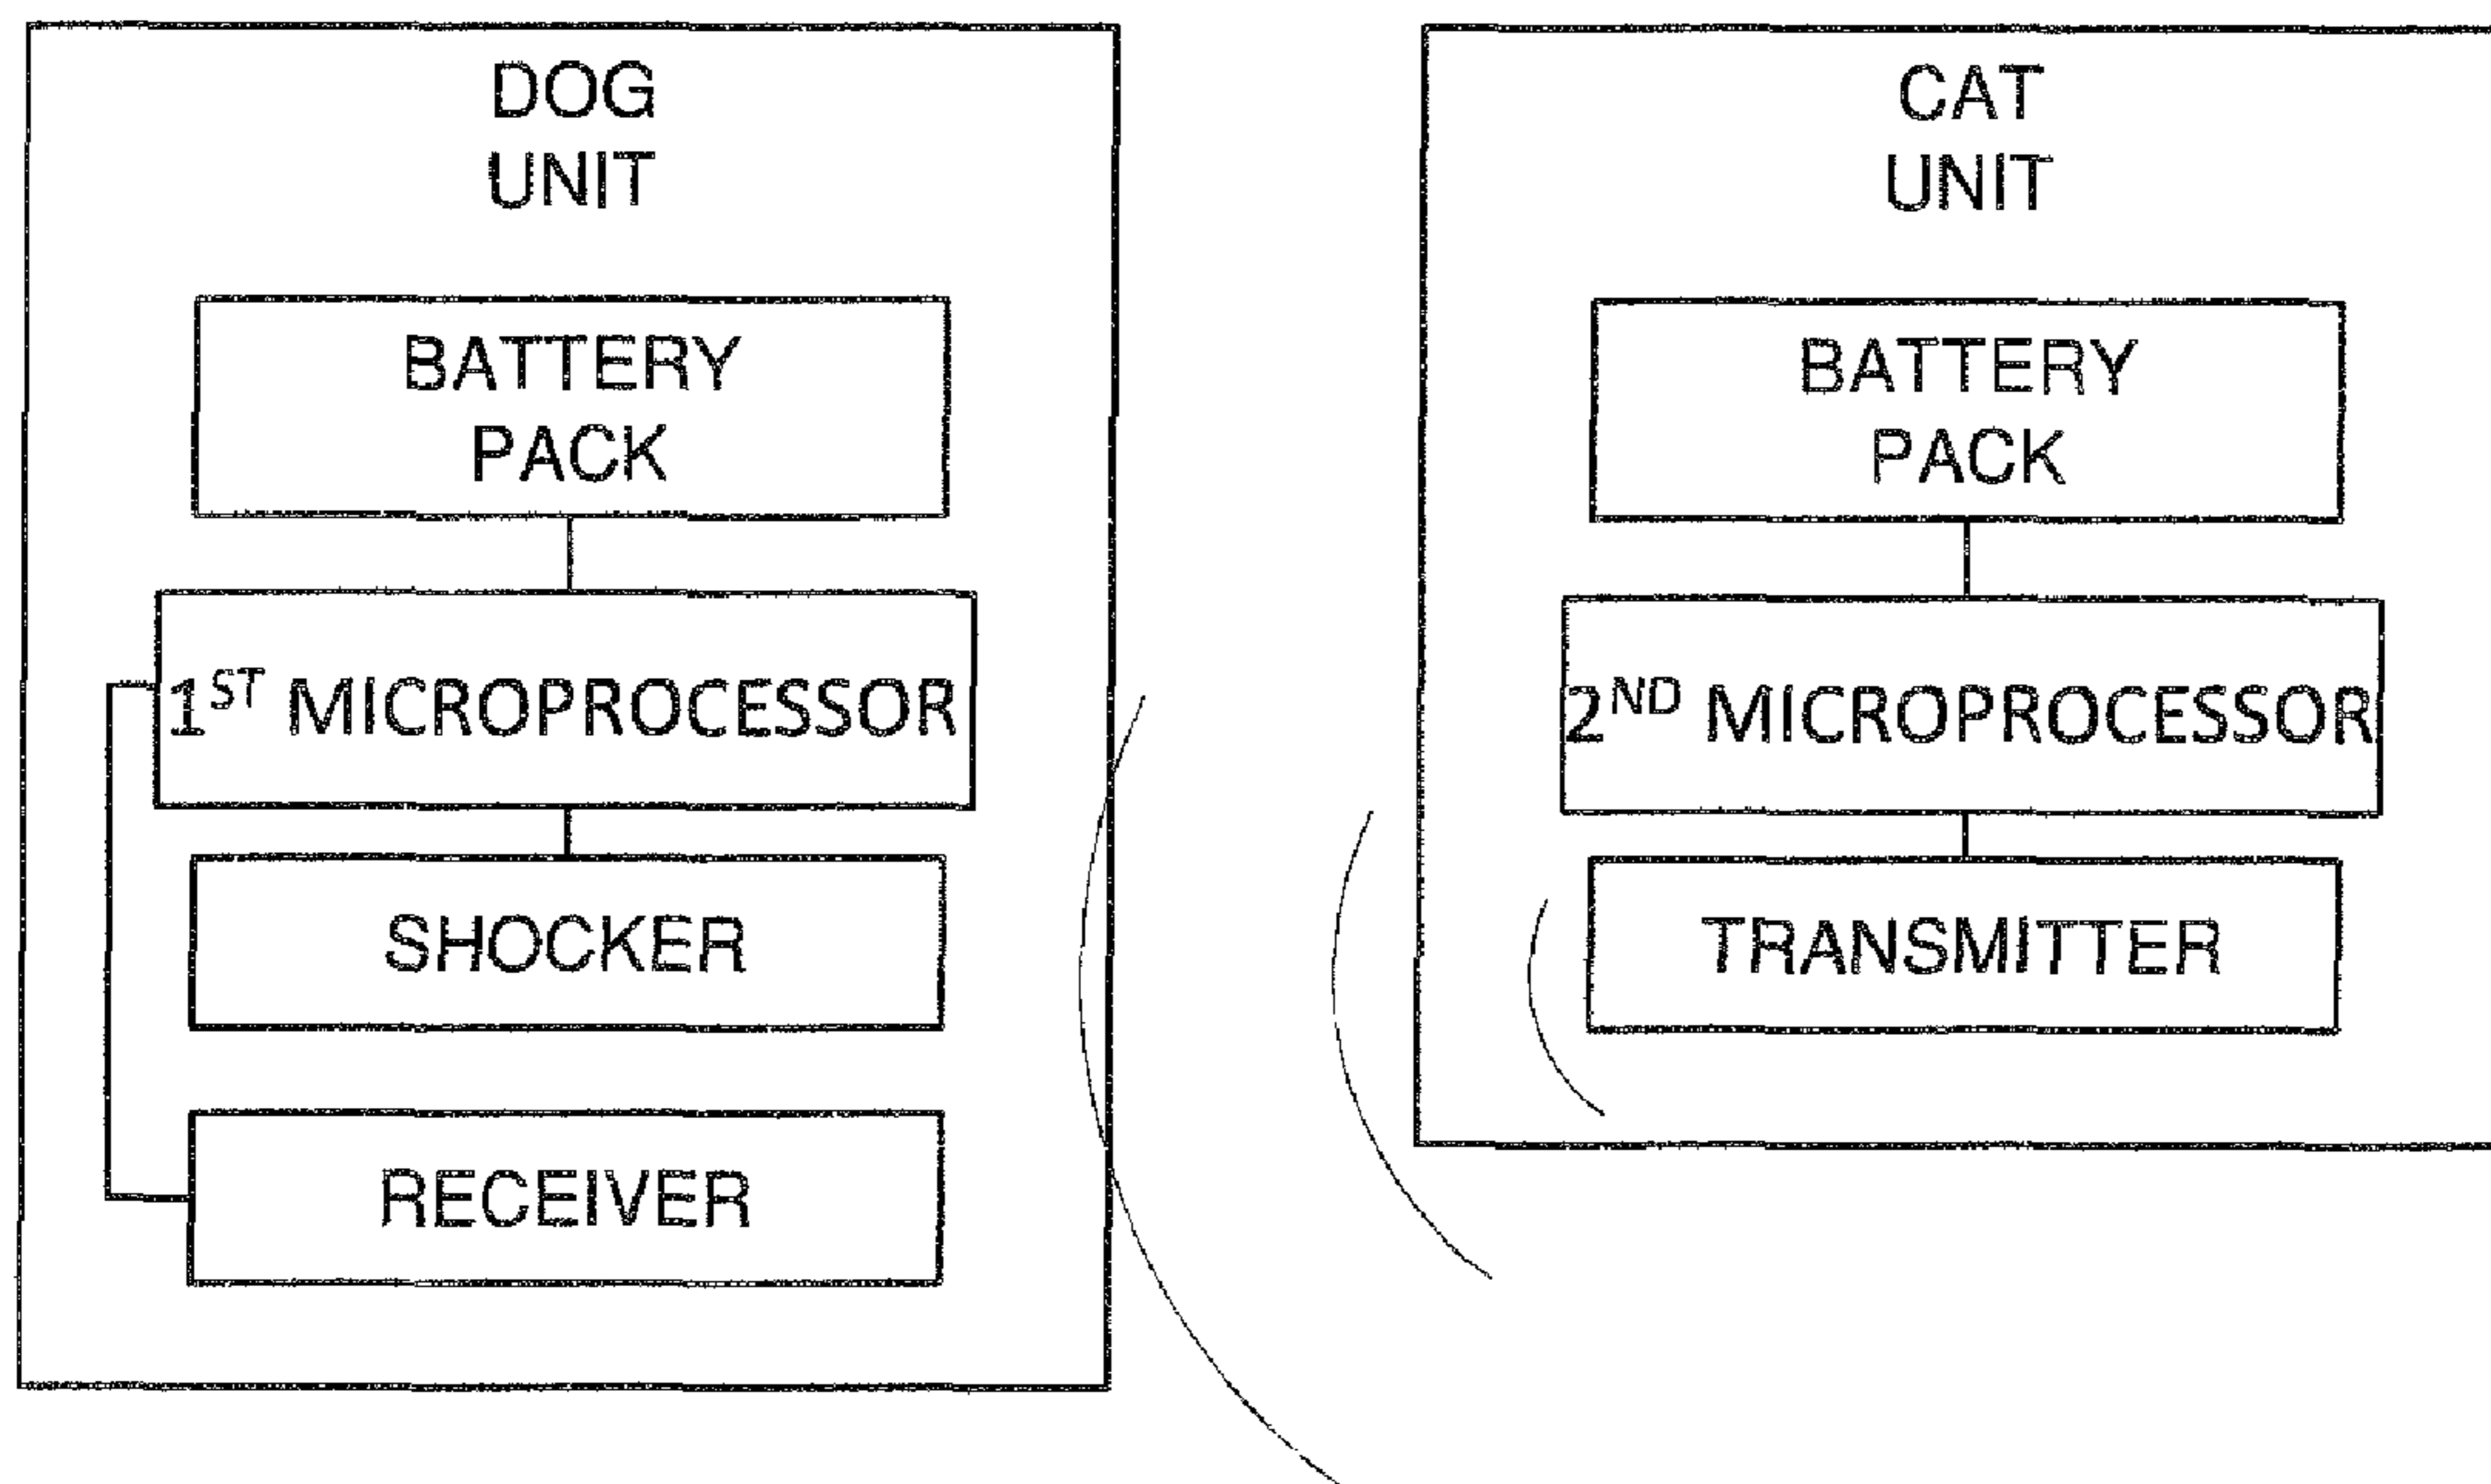 DOG
UNIT
BATTERY
PACK
1ST MICROPROCESSOR
SHOCKER
RECEIVER
CAT
UNIT
BATTERY
PACK
2ND MICROPROCESSOR
TRANSMITTER